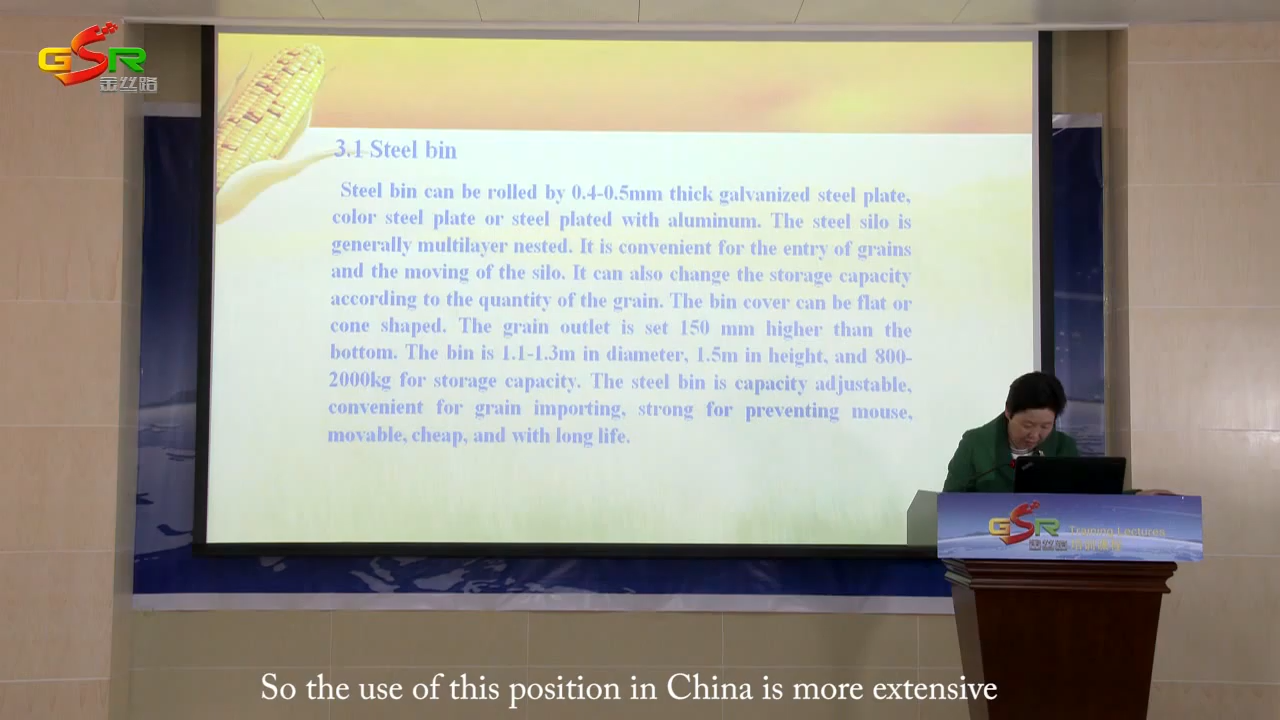 GSR
金丝路
3.1 Steel bin
Steel bin can be rolled by 0.4-0.5mm thick galvanized steel plate,
color steel plate or steel plated with aluminum. The steel silo is
generally multilayer nested. It is convenient for the entry of grains
and the moving of the silo. It can also change the storage capacity
according to the quantity of the grain. The bin cover can be flat or
cone shaped. The grain outlet is set 150 mm higher than the
bottom. The bin is 1.1-1.3m in diameter, 1.5m in height, and 800-
2000kg for storage capacity. The steel bin is capacity adjustable,
convenient for grain importing, strong for preventing mouse,
movable, cheap, and with long life.
GSR
Training Lectures
So the use of this position in China is more extensive